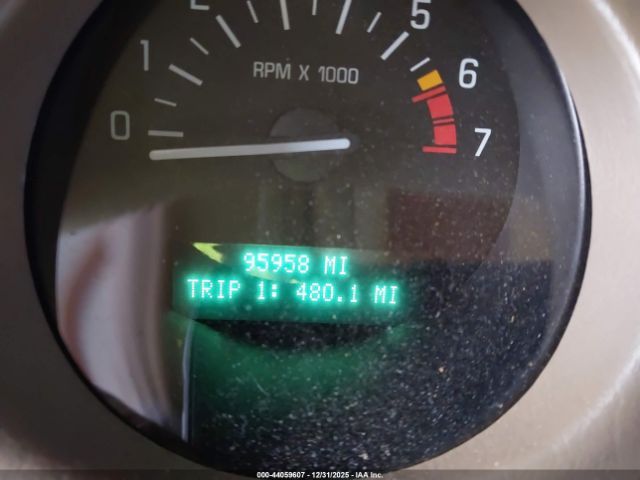 0 1 2 5 6 7
RPM X 1000
95958 MI
TRIP 1: 480.1 MI
000-44059607 - 12/31/2025 - IAA Inc.